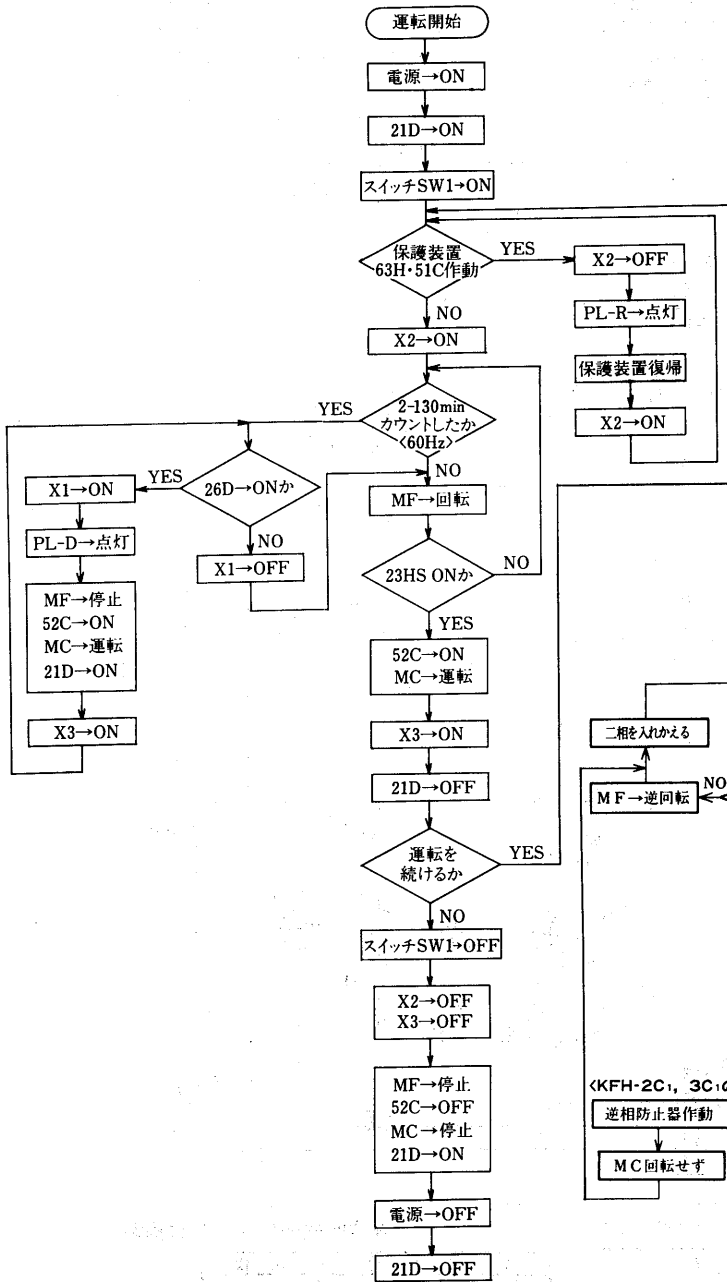 運転開始
電源→ON
21D→ON
スイッチSW1→ON
保護装置
63H・51C作動
YES
NO
X2→OFF
PL-R→点灯
保護装置復帰
X2→ON
X2→ON
2-130min
カウントしたか
<60Hz>
YES
NO
26D→ONか
YES
NO
X1→ON
PL-D→点灯
MF→停止
52C→ON
MC→運転
21D→ON
X3→ON
X1→OFF
MF→回転
23HS ONか
NO
YES
52C→ON
MC→運転
X3→ON
21D→OFF
二相を入れかえる
MF→逆回転
NO
運転を
続けるか
YES
NO
スイッチSW1→OFF
X2→OFF
X3→OFF
MF→停止
52C→OFF
MC→停止
21D→ON
電源→OFF
21D→OFF
<KFH-2C₁, 3C₁
逆相防止器作動
MC回転せず